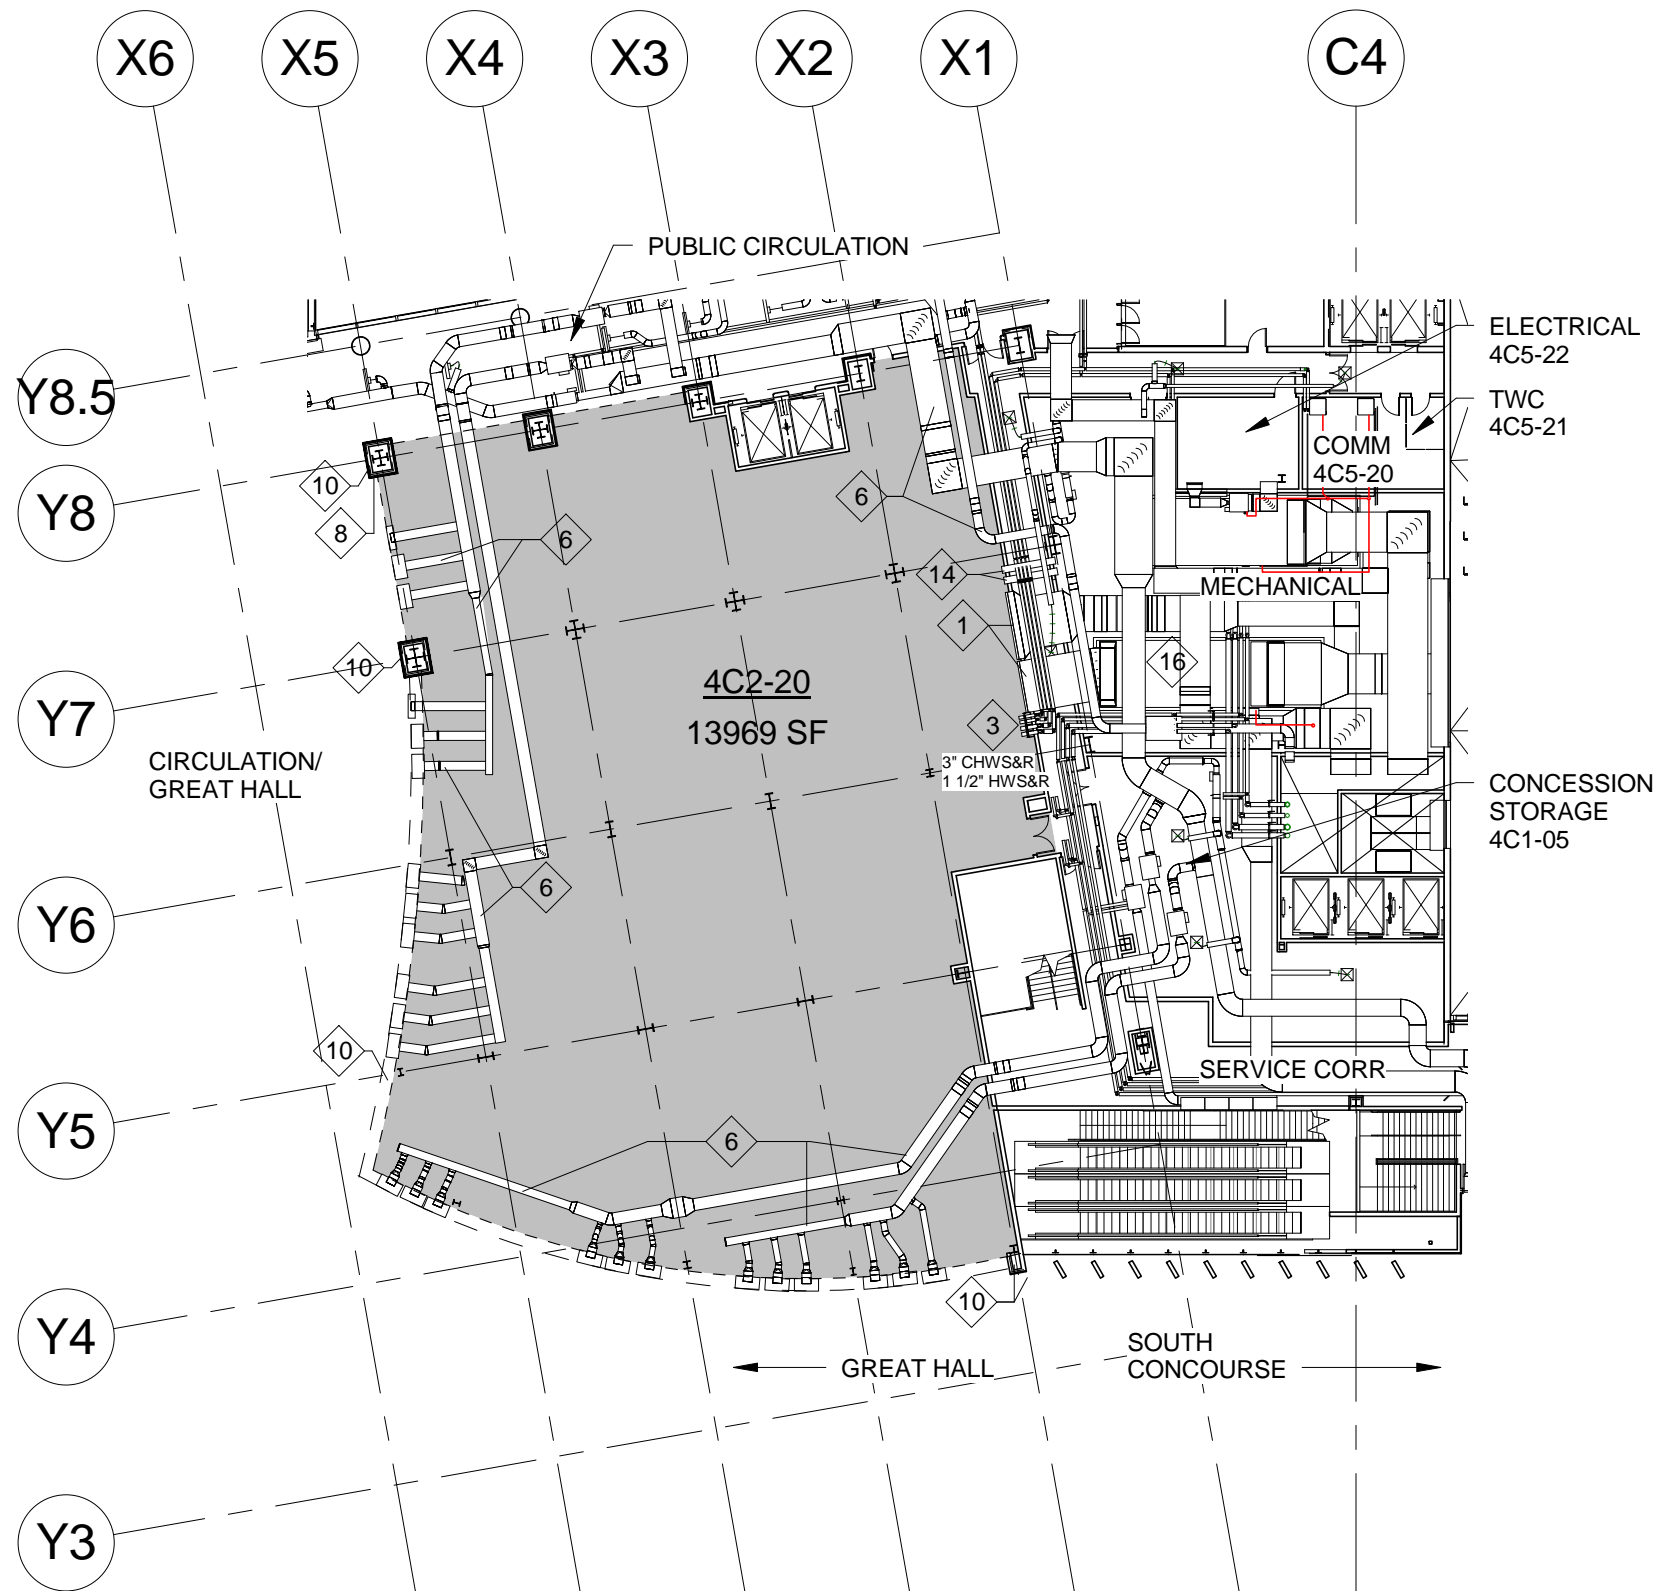 X6
X5
X4
X3
X2
X1
C4
PUBLIC CIRCULATION
ELECTRICAL
4C5-22
Y8.5
TWC
4C5-21
COMM
4C5-20
10
6
Y8
8
6
14
MECHANICAL
1
10
16
4C2-20
13969 SF
Y7
3
CIRCULATION/
GREAT HALL
3" CHWS&R
1 1/2" HWS&R
CONCESSION
STORAGE
4C1-05
6
Y6
10
SERVICE CORR
Y5
6
10
Y4
SOUTH
CONCOURSE
GREAT HALL
Y3